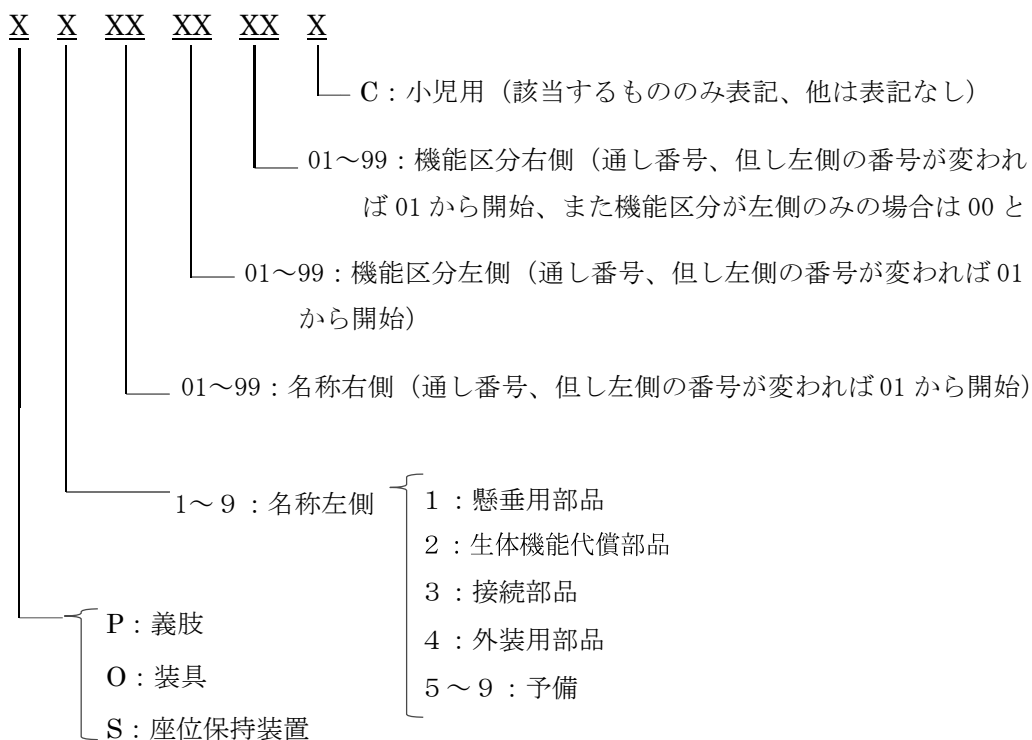 X X XX XX XX X
C：小児用（該当するもののみ表記、他は表記なし）
01～99：機能区分右側（通し番号、但し左側の番号が変われ
ば 01 から開始、また機能区分が左側のみの場合は 00 と
01～99：機能区分左側（通し番号、但し左側の番号が変われば 01
から開始）
01～99：名称右側（通し番号、但し左側の番号が変われば 01 から開始）
1～９：名称左側
１：懸垂用部品
２：生体機能代償部品
３：接続部品
４：外装用部品
５～９：予備
P：義肢
O：装具
S：座位保持装置